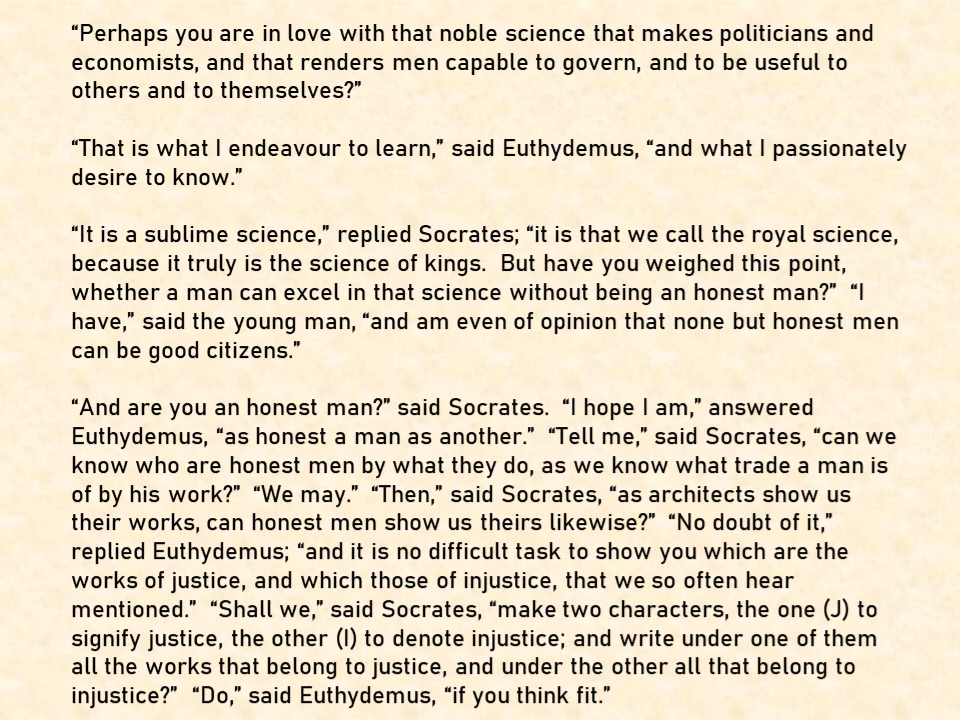 “Perhaps you are in love with that noble science that makes politicians and
economists, and that renders men capable to govern, and to be useful to
others and to themselves?”
“That is what I endeavour to learn,” said Euthydemus, “and what I passionately
desire to know.”
“It is a sublime science,” replied Socrates; “it is that we call the royal science,
because it truly is the science of kings.  But have you weighed this point,
whether a man can excel in that science without being an honest man?”  “I
have,” said the young man, “and am even of opinion that none but honest men
can be good citizens.”
“And are you an honest man?” said Socrates.  “I hope I am,” answered
Euthydemus, “as honest a man as another.”  “Tell me,” said Socrates, “can we
know who are honest men by what they do, as we know what trade a man is
of by his work?”  “We may.”  “Then,” said Socrates, “as architects show us
their works, can honest men show us theirs likewise?”  “No doubt of it,”
replied Euthydemus; “and it is no difficult task to show you which are the
works of justice, and which those of injustice, that we so often hear
mentioned.”  “Shall we,” said Socrates, “make two characters, the one (J) to
signify justice, the other (I) to denote injustice; and write under one of them
all the works that belong to justice, and under the other all that belong to
injustice?”  “Do,” said Euthydemus, “if you think fit.”